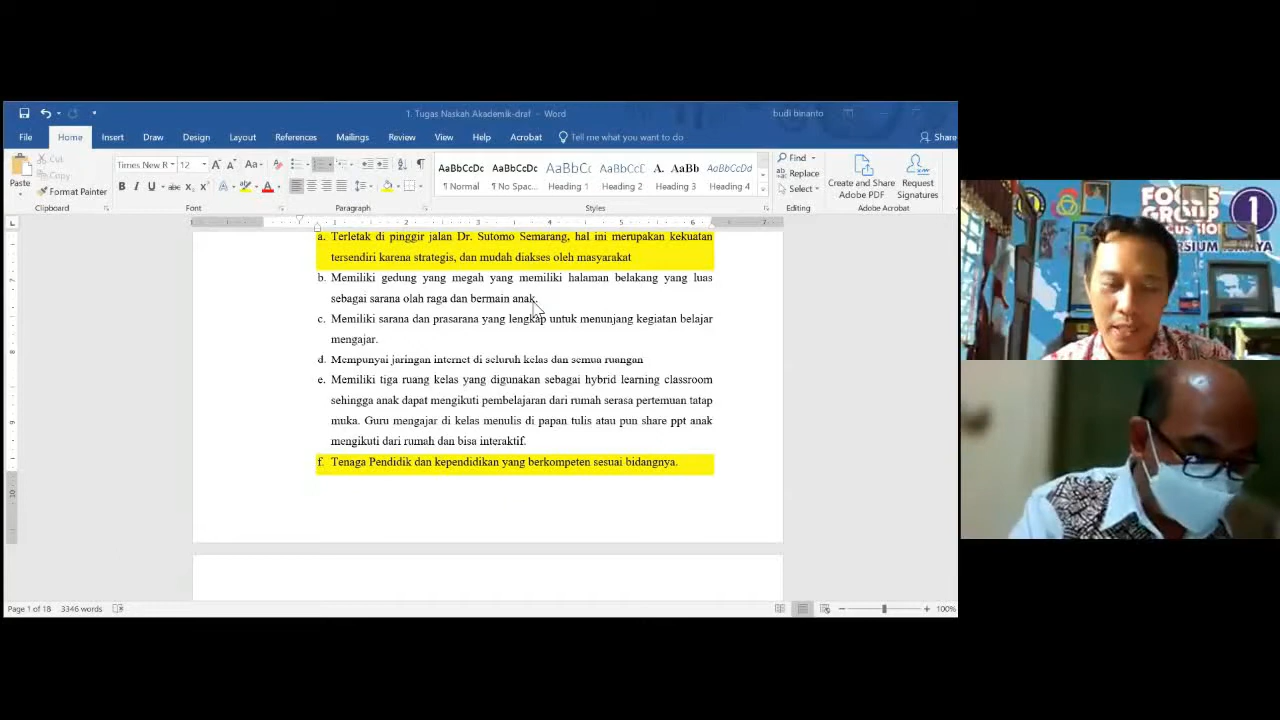 1. Tugas Naskah Akademik-draf - Word
budi binanto
File Home Insert Draw Design Layout References Mailings Review View Help Acrobat Tell me what you want to do Share
Paste
Cut
Copy
Format Painter
Clipboard
Times New R 12
Font
Paragraph
AaBbCcDc AaBbCcDc AaBbCc AaBbCcD A. AaBb AaBbCcDd
¶ Normal ¶ No Spac... Heading 1 Heading 2 Heading 3 Heading 4
Styles
Find
Replace
Select
Editing
Create and Share Adobe PDF
Request Signatures
Adobe Acrobat
a. Terletak di pinggir jalan Dr. Sutomo Semarang, hal ini merupakan kekuatan
tersendiri karena strategis, dan mudah diakses oleh masyarakat
b. Memiliki gedung yang megah yang memiliki halaman belakang yang luas
sebagai sarana olah raga dan bermain anak.
c. Memiliki sarana dan prasarana yang lengkap untuk menunjang kegiatan belajar
mengajar.
d. Mempunyai jaringan internet di seluruh kelas dan semua ruangan
e. Memiliki tiga ruang kelas yang digunakan sebagai hybrid learning classroom
sehingga anak dapat mengikuti pembelajaran dari rumah serasa pertemuan tatap
muka. Guru mengajar di kelas menulis di papan tulis atau pun share ppt anak
mengikuti dari rumah dan bisa interaktif.
f. Tenaga Pendidik dan kependidikan yang berkompeten sesuai bidangnya.
Page 1 of 18 3346 words
100%
FOCUS
GROUP
1